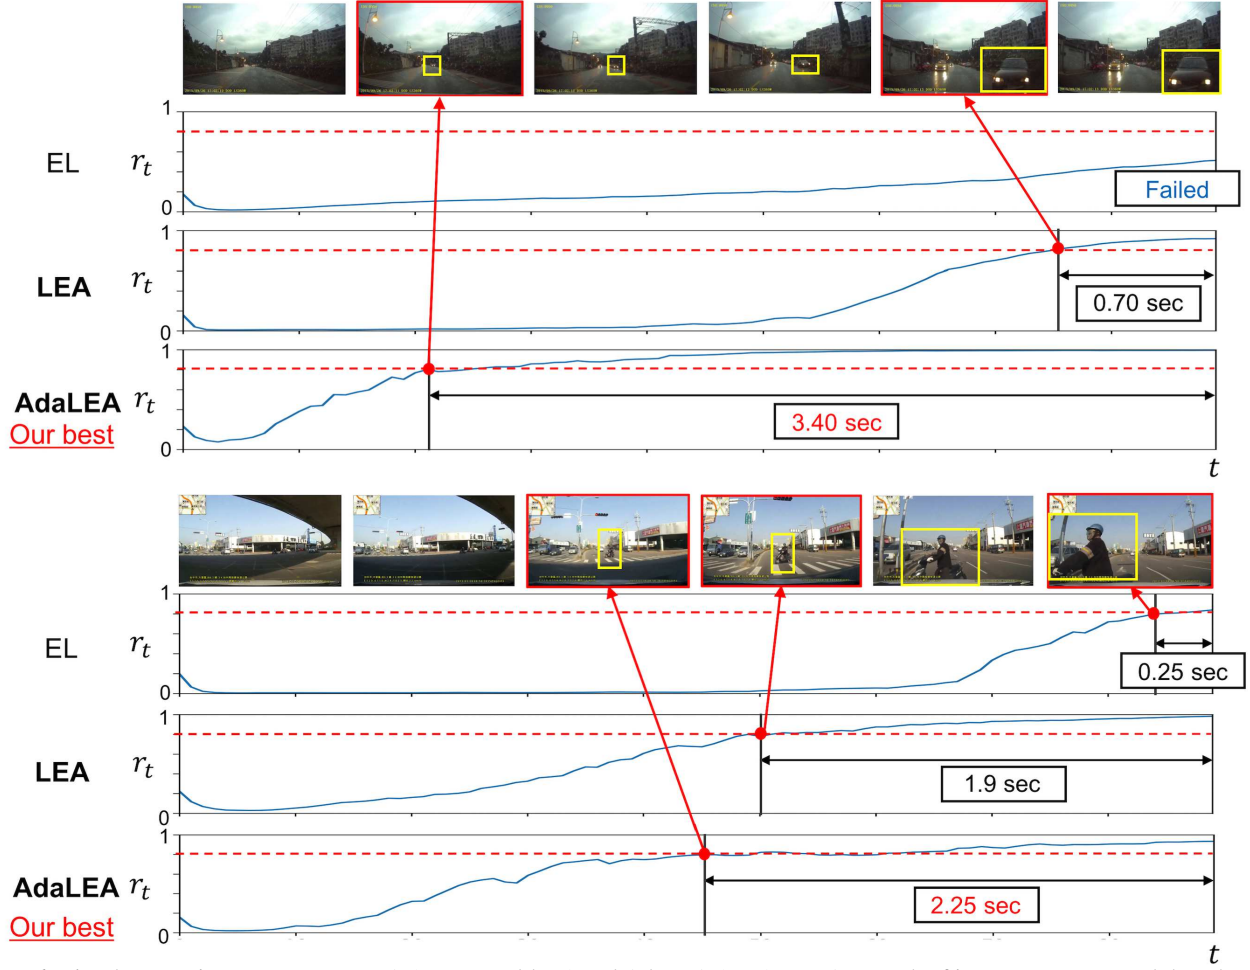 1
EL r_t
0
Failed
1
LEA r_t
0
0.70 sec
1
AdaLEA r_t
Our best
0
3.40 sec
t
1
EL r_t
0
0.25 sec
1
LEA r_t
0
1.9 sec
1
AdaLEA r_t
Our best
0
2.25 sec
t